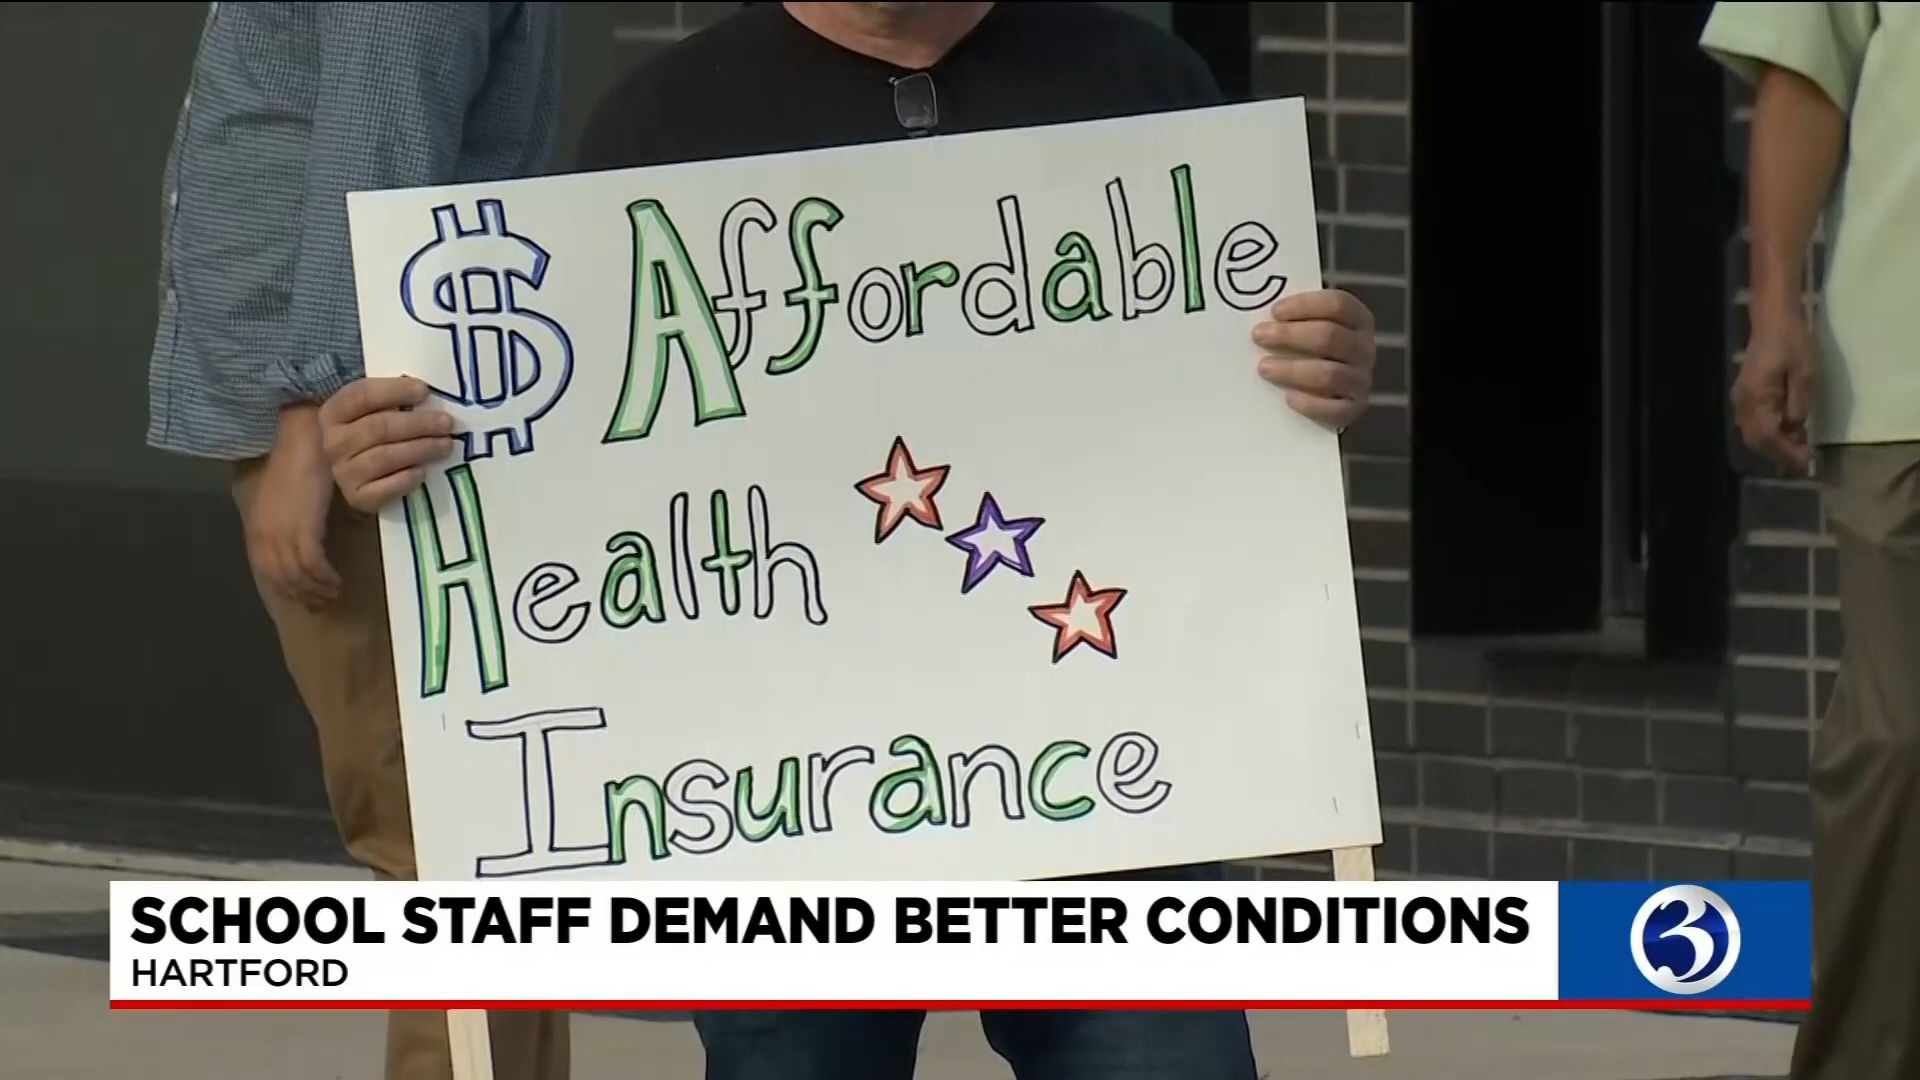 $ Affordable
Health
Insurance
SCHOOL STAFF DEMAND BETTER CONDITIONS
HARTFORD
3